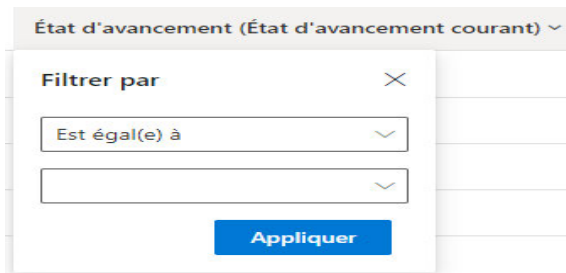 État d'avancement (État d'avancement courant)
Filtrer par
Est égal(e) à
Appliquer